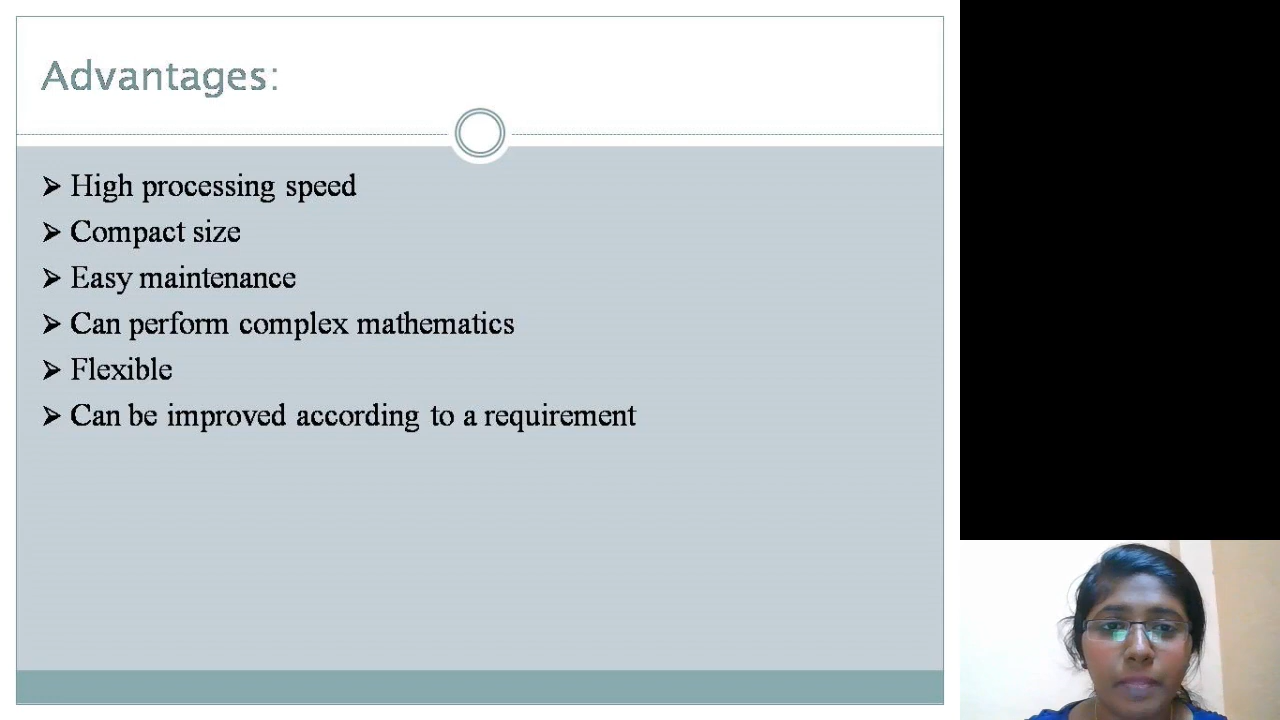 Advantages:
➢ High processing speed
➢ Compact size
➢ Easy maintenance
➢ Can perform complex mathematics
➢ Flexible
➢ Can be improved according to a requirement